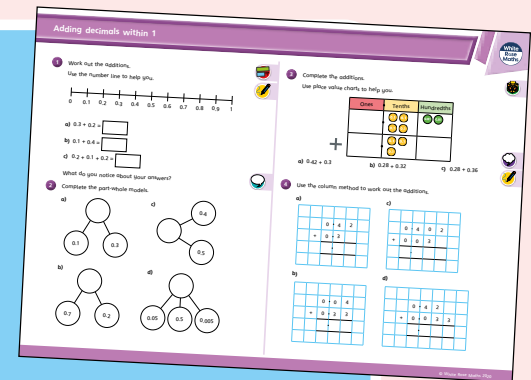 Adding decimals within 1
White
Rose
Maths
1 Work out the additions.
Use the number line to help you.
0 0.1 0.2 0.3 0.4 0.5 0.6 0.7 0.8 0.9 1
a) 0.3 + 0.2 =
b) 0.1 + 0.4 =
c) 0.2 + 0.1 + 0.2 =
What do you notice about your answers?
2 Complete the part-whole models.
a)
0.1 0.3
c)
0.4
0.5
b)
0.7 0.2
d)
0.05 0.5 0.005
3 Complete the additions.
Use place value charts to help you.
Ones Tenths Hundredths
+
a) 0.42 + 0.3 b) 0.28 + 0.32 c) 0.28 + 0.36
4 Use the column method to work out the additions.
a)
0 · 4 2
+ 0 · 3
·
c)
0 · 4 0 2
+ 0 · 0 3
·
b)
0 · 0 4
+ 0 · 3 3
·
d)
0 · 4 2
+ 0 · 0 3 3
·